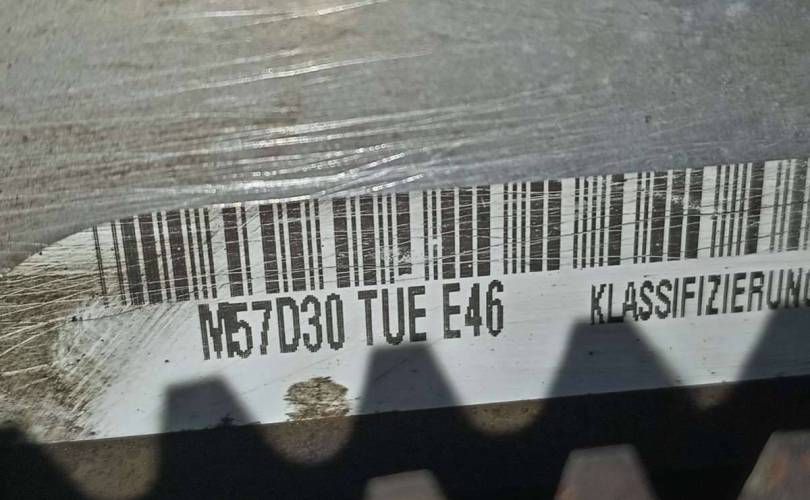 M57D30 TUE E46 KLASSIFIZIERUN